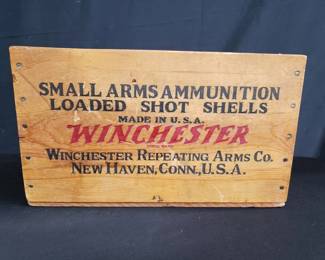 SMALL ARMS AMMUNITION
LOADED SHOT SHELLS
MADE IN U.S.A.
WINCHESTER
WINCHESTER REPEATING ARMS CO.
NEW HAVEN, CONN., U.S.A.